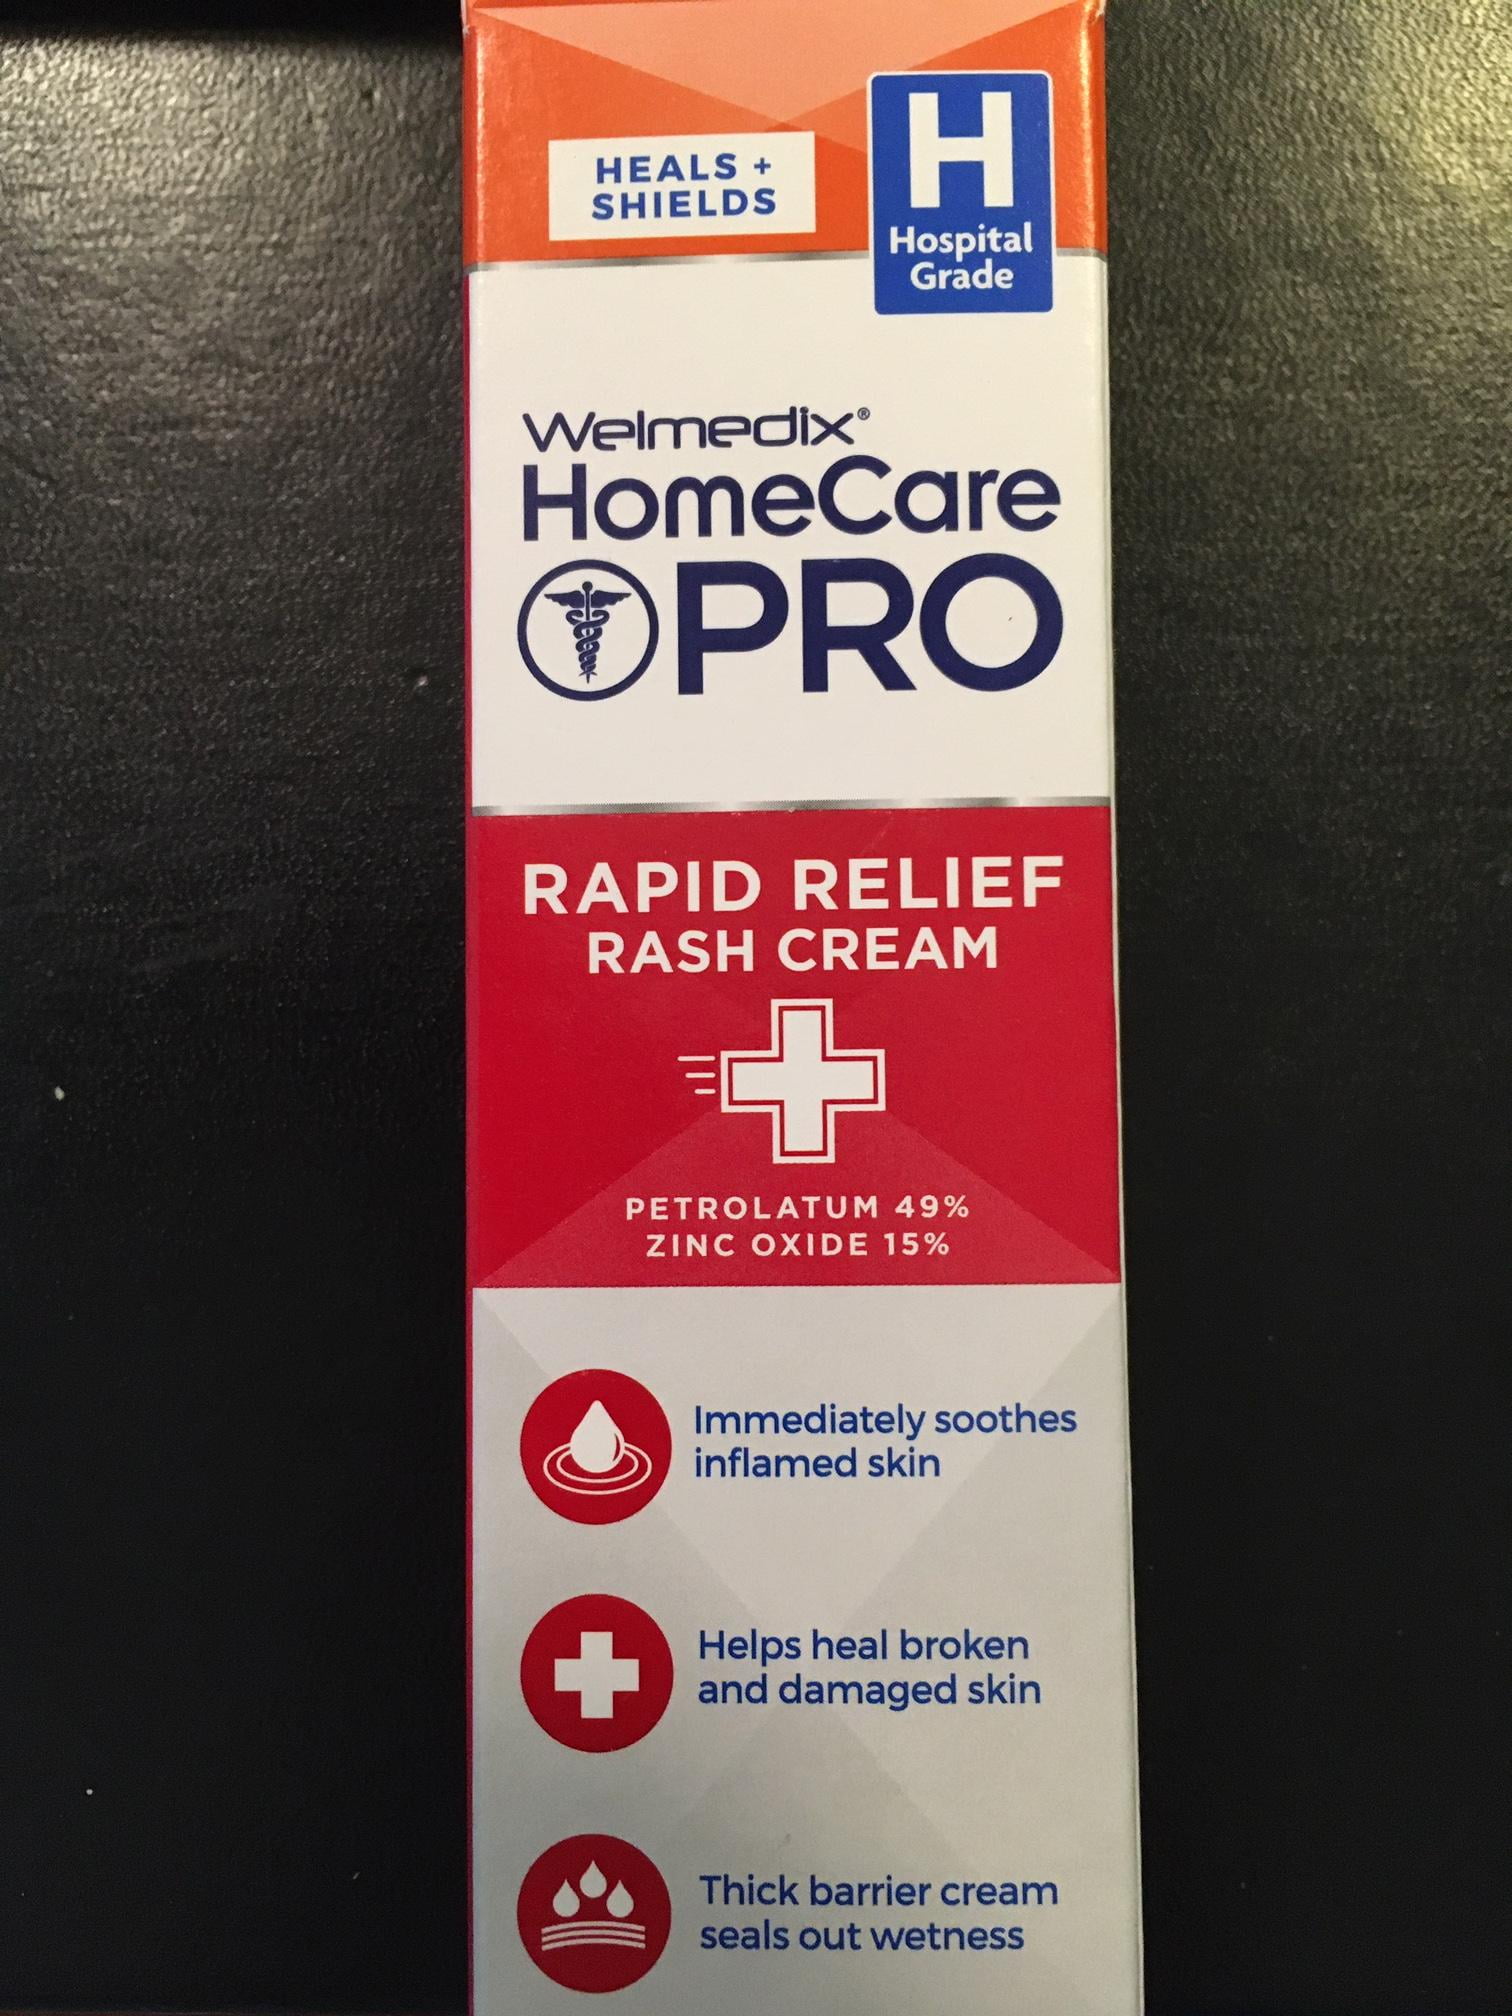 HEALS +
SHIELDS
H
Hospital
Grade
Welmedix®
HomeCare
PRO
RAPID RELIEF
RASH CREAM
PETROLATUM 49%
ZINC OXIDE 15%
Immediately soothes
inflamed skin
Helps heal broken
and damaged skin
Thick barrier cream
seals out wetness